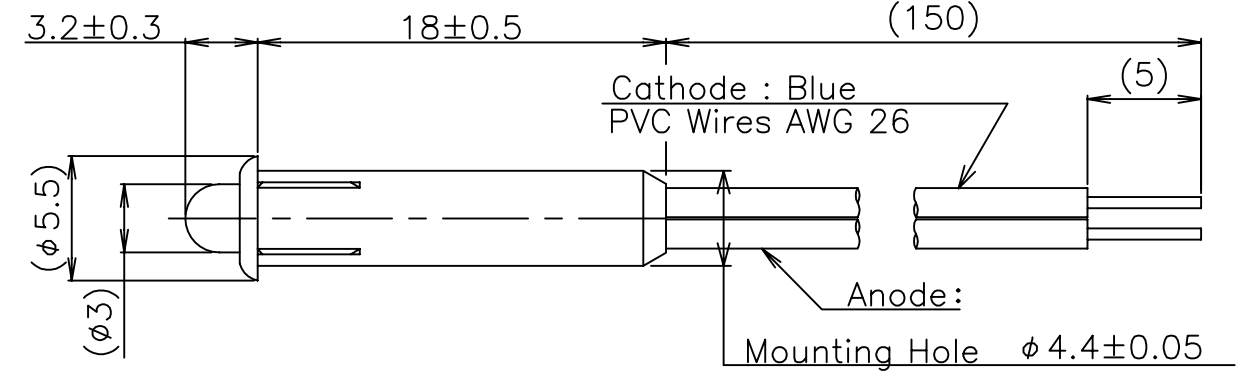 3.2±0.3
18±0.5
(150)
(5)
Cathode : Blue
PVC Wires AWG 26
(φ5.5)
(φ3)
Anode:
Mounting Hole φ4.4±0.05